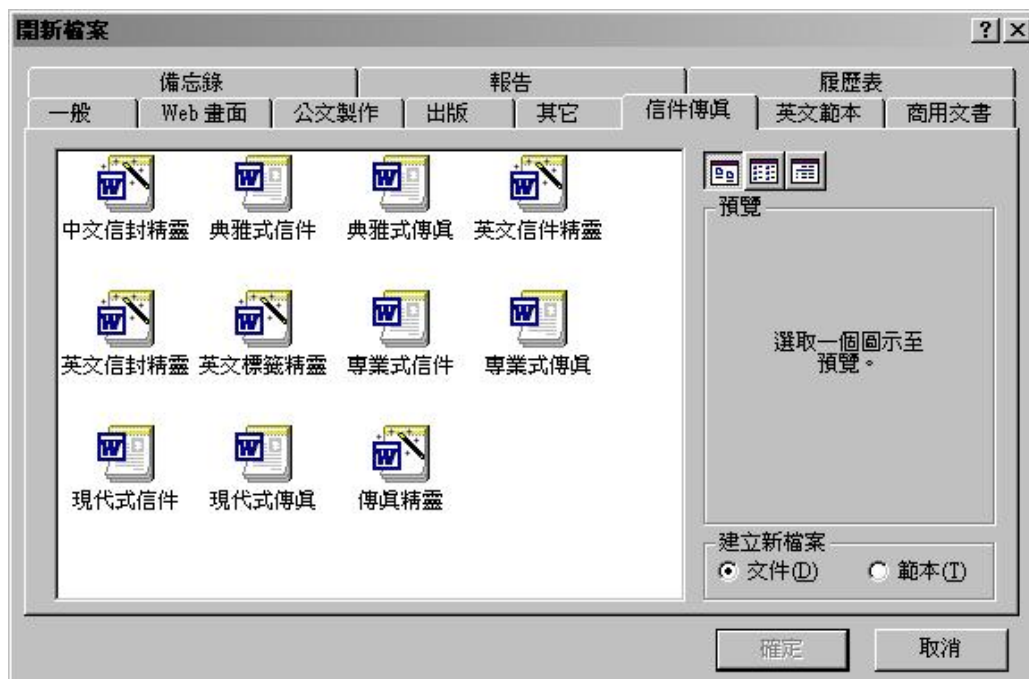 開新檔案
備忘錄 報告 履歷表
一般 Web 畫面 公文製作 出版 其它 信件傳真 英文範本 商用文書
中文信封精靈 典雅式信件 典雅式傳真 英文信件精靈
英文信封精靈 英文標籤精靈 專業式信件 專業式傳真
現代式信件 現代式傳真 傳真精靈
預覽
選取一個圖示至
預覽。
建立新檔案
文件(D) 範本(T)
確定 取消